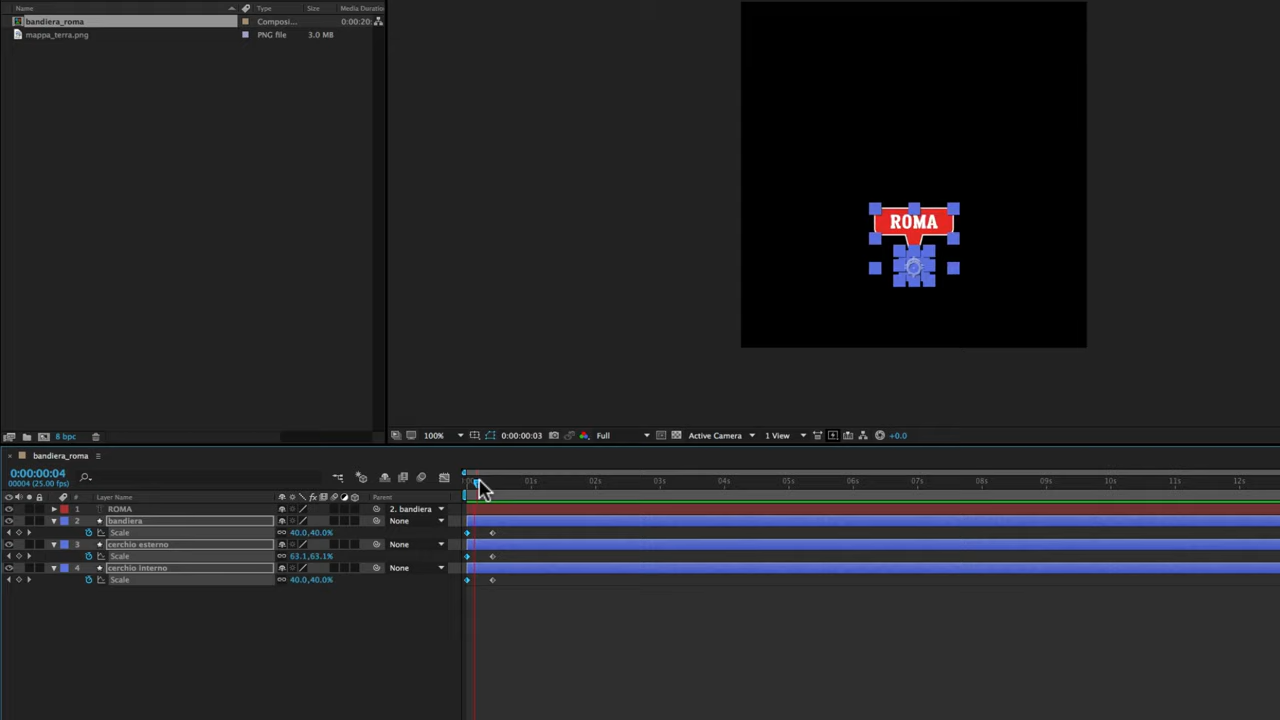 Name Type Size Media Duratio
bandiera_roma Composi... 0:00:20
mappa_terra.png PNG file 3.0 MB
ROMA
8 bpc
100% 0:00:00:03 Full Active Camera 1 View +0.0
bandiera_roma
0:00:00:04
00004 (25.00 fps)
01s 02s 03s 04s 05s 06s 07s 08s 09s 10s 11s 12s
# Layer Name Parent
1 ROMA 2. bandiera
2 bandiera None
Scale 40.0,40.0%
3 cerchio esterno None
Scale 63.1,63.1%
4 cerchio interno None
Scale 40.0,40.0%